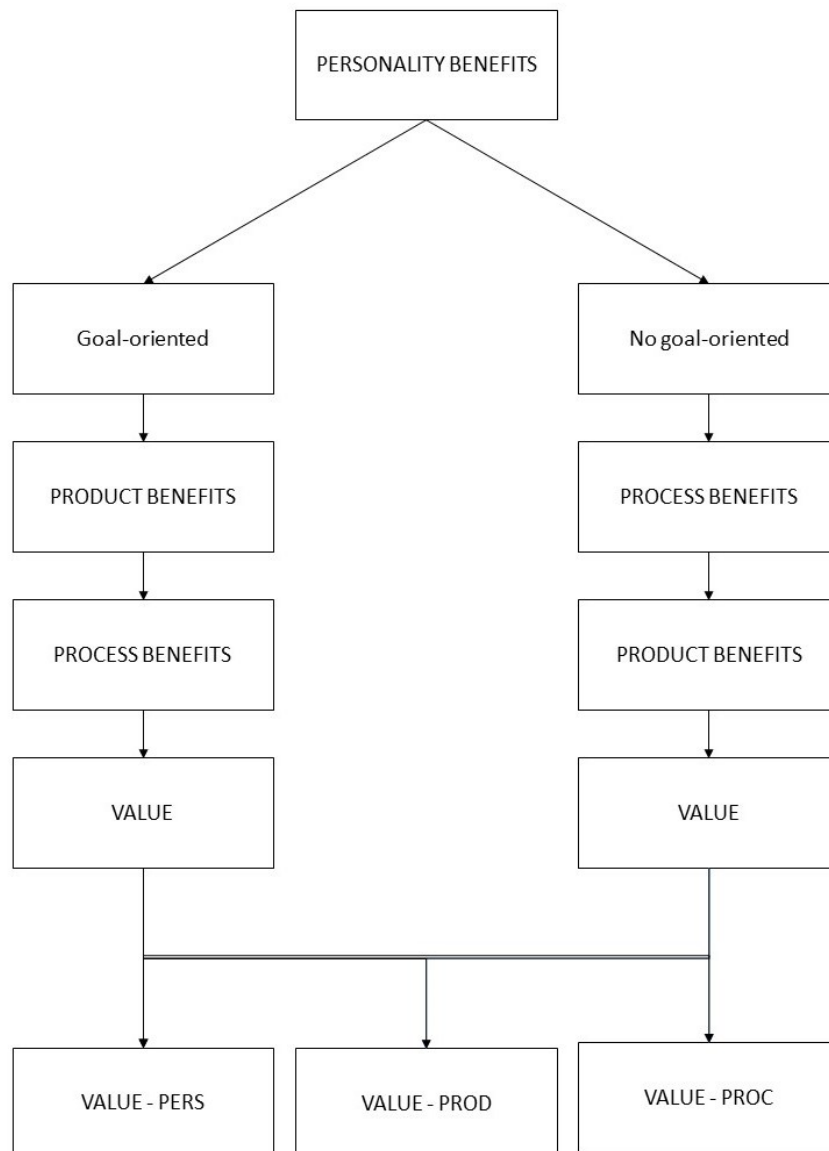 PERSONALITY BENEFITS
Goal-oriented
No goal-oriented
PRODUCT BENEFITS
PROCESS BENEFITS
PROCESS BENEFITS
PRODUCT BENEFITS
VALUE
VALUE
VALUE - PERS
VALUE - PROD
VALUE - PROC